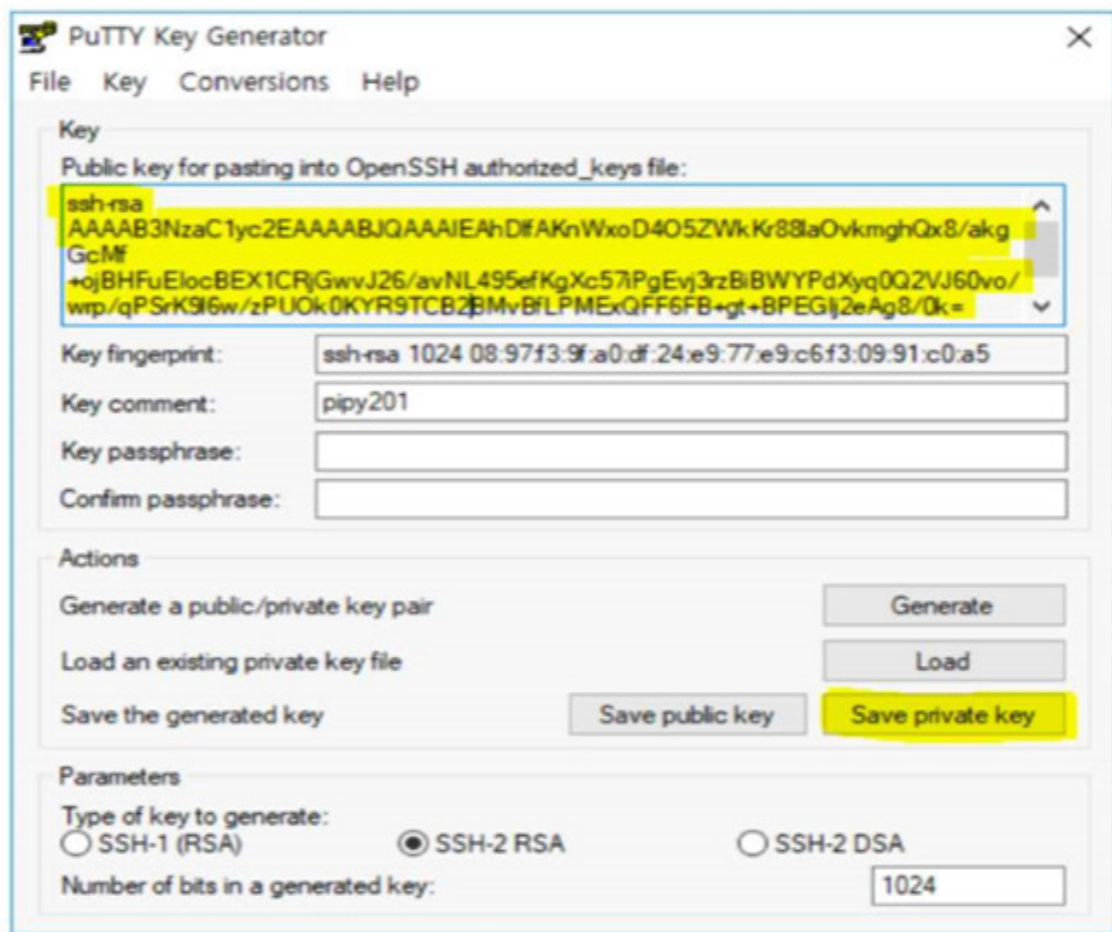 PuTTY Key Generator
File Key Conversions Help
Key
Public key for pasting into OpenSSH authorized_keys file:
ssh-rsa
AAAAB3NzaC1yc2EAAAABJQAAAIEAhDlfAKnWxoD4O5ZWkKr88laOvkmghQx8/akg
GcMf
+ojBHFuElocBEX1CRjGwvJ26/avNL495efKgXc57iPgEvj3rzBiBWYPdXyq0Q2VJ60vo/
wrp/qPSrK9l6w/zPUOk0KYR9TCB2BMvBfLPMExQFF6FB+gt+BPEGlj2eAg8/0k=
Key fingerprint: ssh-rsa 1024 08:97:f3:9f:a0:df:24:e9:77:e9:c6:f3:09:91:c0:a5
Key comment: pipy201
Key passphrase:
Confirm passphrase:
Actions
Generate a public/private key pair Generate
Load an existing private key file Load
Save the generated key Save public key Save private key
Parameters
Type of key to generate:
SSH-1 (RSA) SSH-2 RSA SSH-2 DSA
Number of bits in a generated key: 1024